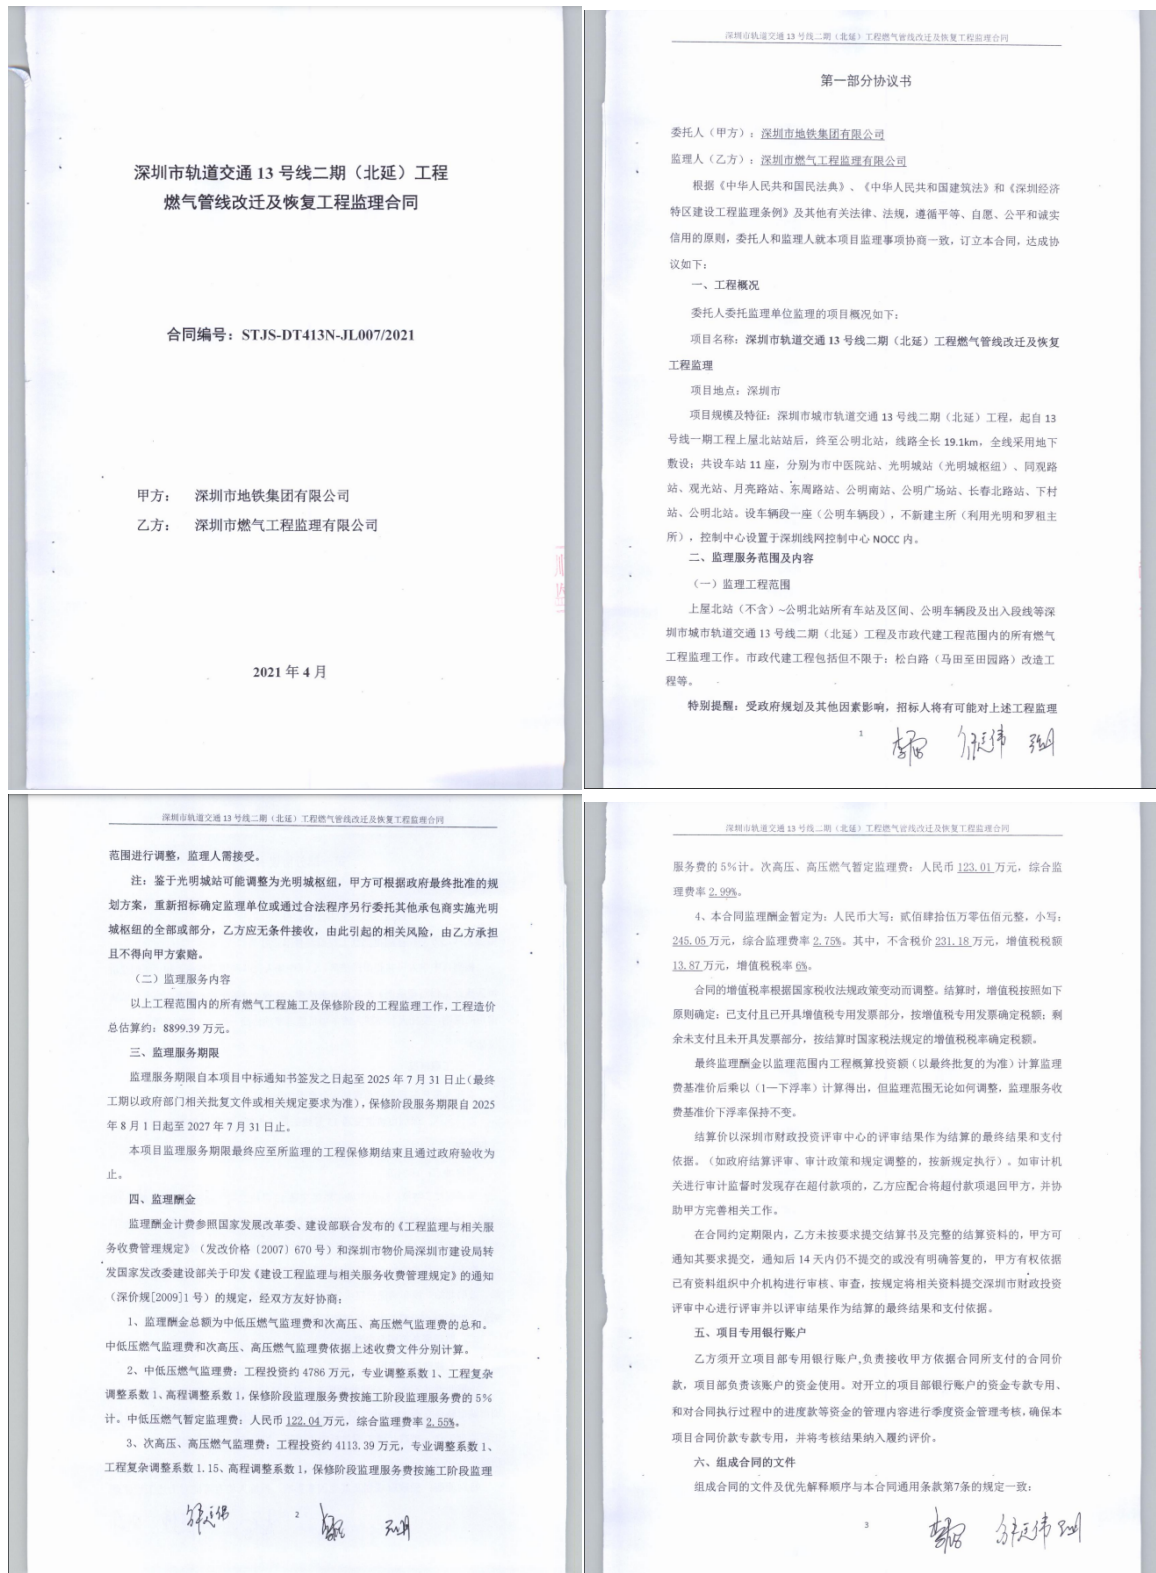 深圳市轨道交通 13 号线二期（北延）工程
燃气管线改迁及恢复工程监理合同
合同编号：STJS-DT413N-JL007/2021
甲方： 深圳市地铁集团有限公司
乙方： 深圳市燃气工程监理有限公司
2021 年 4 月
深圳市轨道交通 13 号线二期（北延）工程燃气管线改迁及恢复工程监理合同
第一部分协议书
委托人（甲方）：深圳市地铁集团有限公司
监理人（乙方）：深圳市燃气工程监理有限公司
根据《中华人民共和国民法典》、《中华人民共和国建筑法》和《深圳经济
特区建设工程监理条例》及其他有关法律、法规，遵循平等、自愿、公平和诚实
信用的原则，委托人和监理人就本项目监理事项协商一致，订立本合同，达成协
议如下：
一、工程概况
委托人委托监理单位监理的项目概况如下：
项目名称：深圳市轨道交通 13 号线二期（北延）工程燃气管线改迁及恢复
工程监理
项目地点：深圳市
项目规模及特征：深圳市城市轨道交通 13 号线二期（北延）工程，起自 13
号线一期工程上屋北站站后，终至公明北站，线路全长 19.1km，全线采用地下
敷设；共设车站 11 座，分别为市中医院站、光明城站（光明城枢纽）、同观路
站、观光站、月亮路站、东周路站、公明南站、公明广场站、长春北路站、下村
站、公明北站。设车辆段一座（公明车辆段），不新建主所（利用光明和罗租主
所），控制中心设置于深圳线网控制中心 NOCC 内。
二、监理服务范围及内容
（一）监理工程范围
上屋北站（不含）~公明北站所有车站及区间、公明车辆段及出入段线等深
圳市城市轨道交通 13 号线二期（北延）工程及市政代建工程范围内的所有燃气
工程监理工作。市政代建工程包括但不限于：松白路（马田至田园路）改造工
程等。
特别提醒：受政府规划及其他因素影响，招标人将有可能对上述工程监理
1
深圳市轨道交通 13 号线二期（北延）工程燃气管线改迁及恢复工程监理合同
范围进行调整，监理人需接受。
注：鉴于光明城站可能调整为光明城枢纽，甲方可根据政府最终批准的规
划方案，重新招标确定监理单位或通过合法程序另行委托其他承包商实施光明
城枢纽的全部或部分，乙方应无条件接收，由此引起的相关风险，由乙方承担
且不得向甲方索赔。
（二）监理服务内容
以上工程范围内的所有燃气工程施工及保修阶段的工程监理工作，工程造价
总估算约：8899.39 万元。
三、监理服务期限
监理服务期限自本项目中标通知书签发之日起至 2025 年 7 月 31 日止（最终
工期以政府部门相关批复文件或相关规定要求为准），保修阶段服务期限自 2025
年 8 月 1 日起至 2027 年 7 月 31 日止。
本项目监理服务期限最终应至所监理的工程保修期结束且通过政府验收为
止。
四、监理酬金
监理酬金计费参照国家发展改革委、建设部联合发布的《工程监理与相关服
务收费管理规定》（发改价格〔2007〕670 号）和深圳市物价局深圳市建设局转
发国家发改委建设部关于印发《建设工程监理与相关服务收费管理规定》的通知
（深价规[2009]1 号）的规定，经双方友好协商：
1、监理酬金总额为中低压燃气监理费和次高压、高压燃气监理费的总和。
中低压燃气监理费和次高压、高压燃气监理费依据上述收费文件分别计算。
2、中低压燃气监理费：工程投资约 4786 万元，专业调整系数 1、工程复杂
调整系数 1、高程调整系数 1，保修阶段监理服务费按施工阶段监理服务费的 5%
计。中低压燃气暂定监理费：人民币 122.04 万元，综合监理费率 2.55%。
3、次高压、高压燃气监理费：工程投资约 4113.39 万元，专业调整系数 1、
工程复杂调整系数 1.15、高程调整系数 1，保修阶段监理服务费按施工阶段监理
2
深圳市轨道交通 13 号线二期（北延）工程燃气管线改迁及恢复工程监理合同
服务费的 5%计。次高压、高压燃气暂定监理费：人民币 123.01 万元，综合监
理费率 2.99%。
4、本合同监理酬金暂定为：人民币大写：贰佰肆拾伍万零伍佰元整，小写：
245.05 万元，综合监理费率 2.75%。其中，不含税价 231.18 万元，增值税税额
13.87 万元，增值税税率 6%。
合同的增值税率根据国家税收法规政策变动而调整。结算时，增值税按照如下
原则确定：已支付且已开具增值税专用发票部分，按增值税专用发票确定税额；剩
余未支付且未开具发票部分，按结算时国家税法规定的增值税税率确定税额。
最终监理酬金以监理范围内工程概算投资额（以最终批复的为准）计算监理
费基准价后乘以（1—下浮率）计算得出，但监理范围无论如何调整，监理服务收
费基准价下浮率保持不变。
结算价以深圳市财政投资评审中心的评审结果作为结算的最终结果和支付
依据。（如政府结算评审、审计政策和规定调整的，按新规定执行）。如审计机
关进行审计监督时发现存在超付款项的，乙方应配合将超付款项退回甲方，并协
助甲方完善相关工作。
在合同约定期限内，乙方未按要求提交结算书及完整的结算资料的，甲方可
通知其要求提交，通知后 14 天内仍不提交的或没有明确答复的，甲方有权依据
已有资料组织中介机构进行审核、审查，按规定将相关资料提交深圳市财政投资
评审中心进行评审并以评审结果作为结算的最终结果和支付依据。
五、项目专用银行账户
乙方须开立项目部专用银行账户,负责接收甲方依据合同所支付的合同价
款，项目部负责该账户的资金使用。对开立的项目部银行账户的资金专款专用、
和对合同执行过程中的进度款等资金的管理内容进行季度资金管理考核，确保本
项目合同价款专款专用，并将考核结果纳入履约评价。
六、组成合同的文件
组成合同的文件及优先解释顺序与本合同通用条款第7条的规定一致：
3